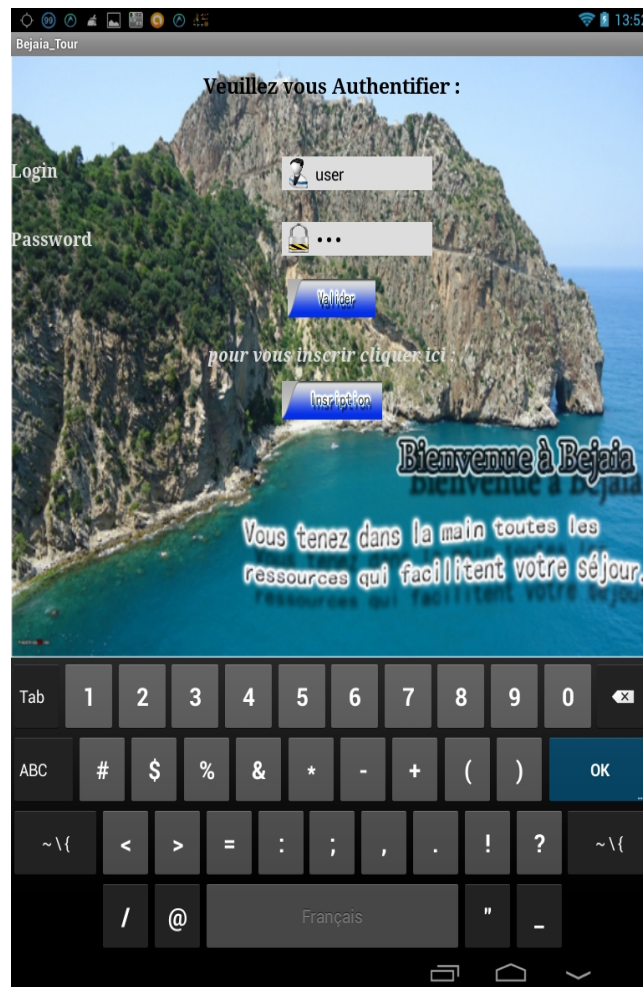 99 13:52
Bejaia_Tour
Veuillez vous Authentifier :
Login user
Password •••
Valider
pour vous inscrir cliquer ici :
Insription
Bienvenue à Bejaia
Vous tenez dans la main toutes les
ressources qui facilitent votre séjour.
Tab 1 2 3 4 5 6 7 8 9 0
ABC # $ % & * - + ( ) OK
~ \ { < > = : ; , . ! ? ~ \ {
/ @ Français " _